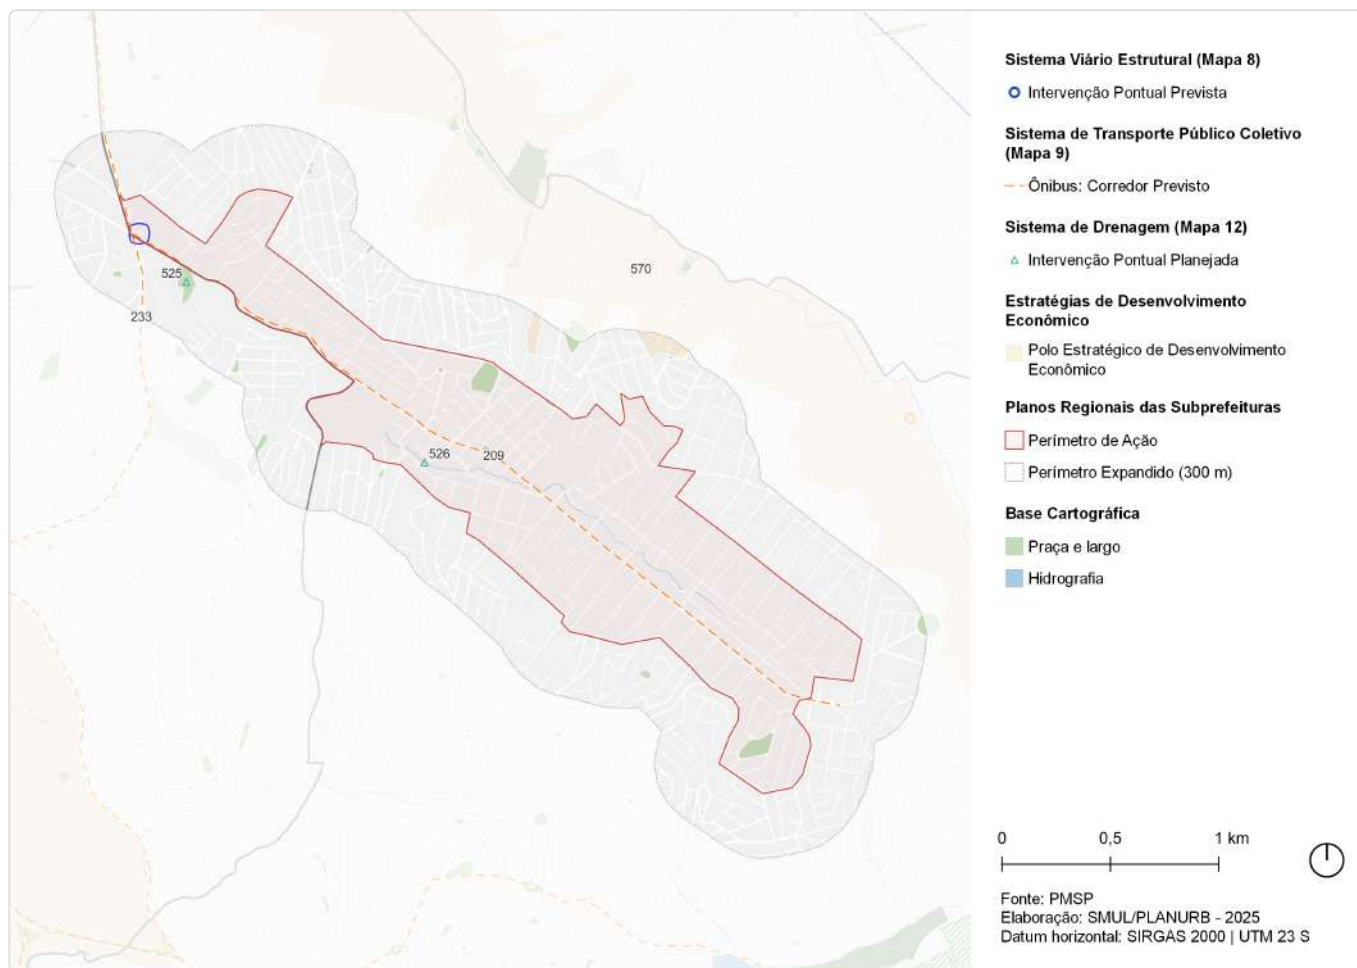 570
525
233
526
209
Sistema Viário Estrutural (Mapa 8)
Intervenção Pontual Prevista
Sistema de Transporte Público Coletivo
(Mapa 9)
Ônibus: Corredor Previsto
Sistema de Drenagem (Mapa 12)
Intervenção Pontual Planejada
Estratégias de Desenvolvimento
Econômico
Polo Estratégico de Desenvolvimento
Econômico
Planos Regionais das Subprefeituras
Perímetro de Ação
Perímetro Expandido (300 m)
Base Cartográfica
Praça e largo
Hidrografia
0 0,5 1 km
Fonte: PMSP
Elaboração: SMUL/PLANURB - 2025
Datum horizontal: SIRGAS 2000 | UTM 23 S